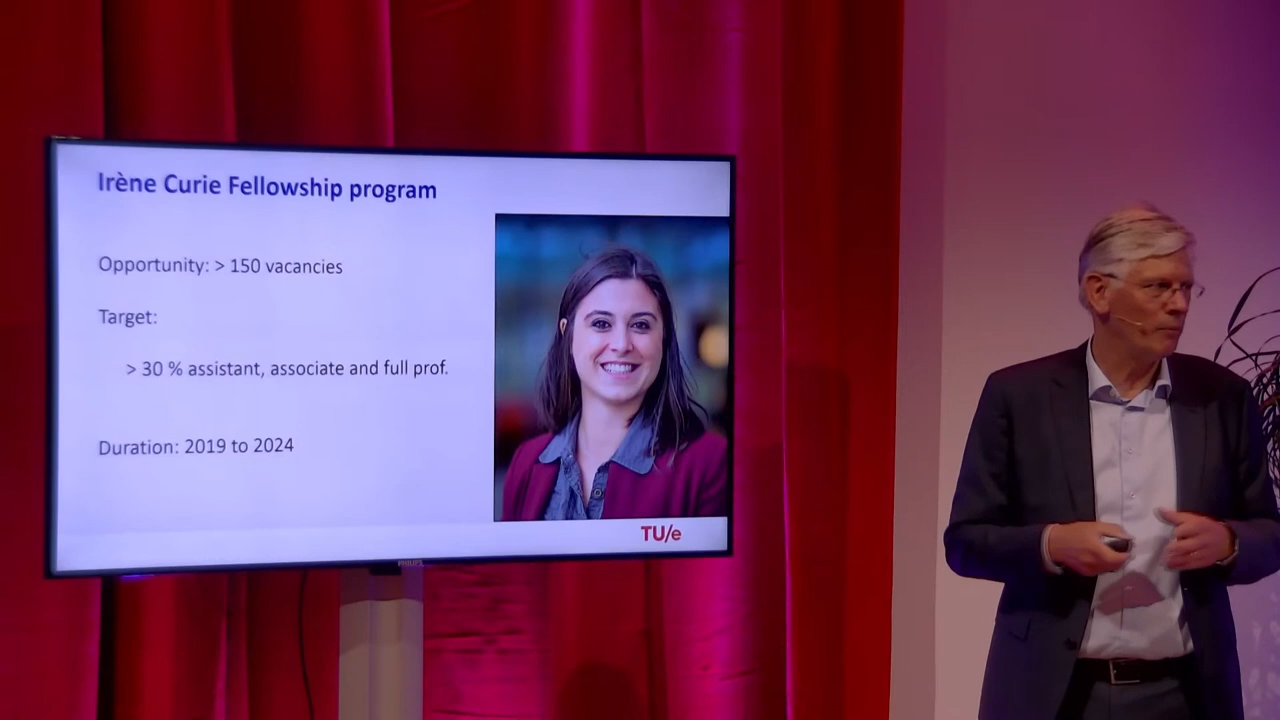 Irène Curie Fellowship program
Opportunity: > 150 vacancies
Target:
> 30 % assistant, associate and full prof.
Duration: 2019 to 2024
TU/e
PHILIPS